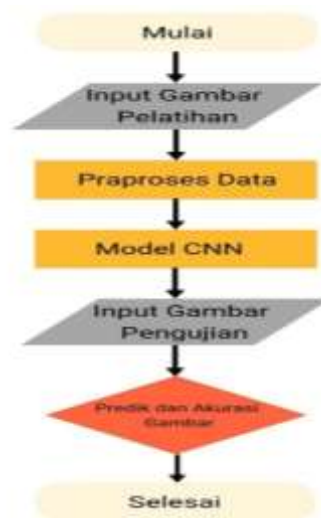 Mulai
Input Gambar
Pelatihan
Praproses Data
Model CNN
Input Gambar
Pengujian
Predik dan Akurasi
Gambar
Selesai